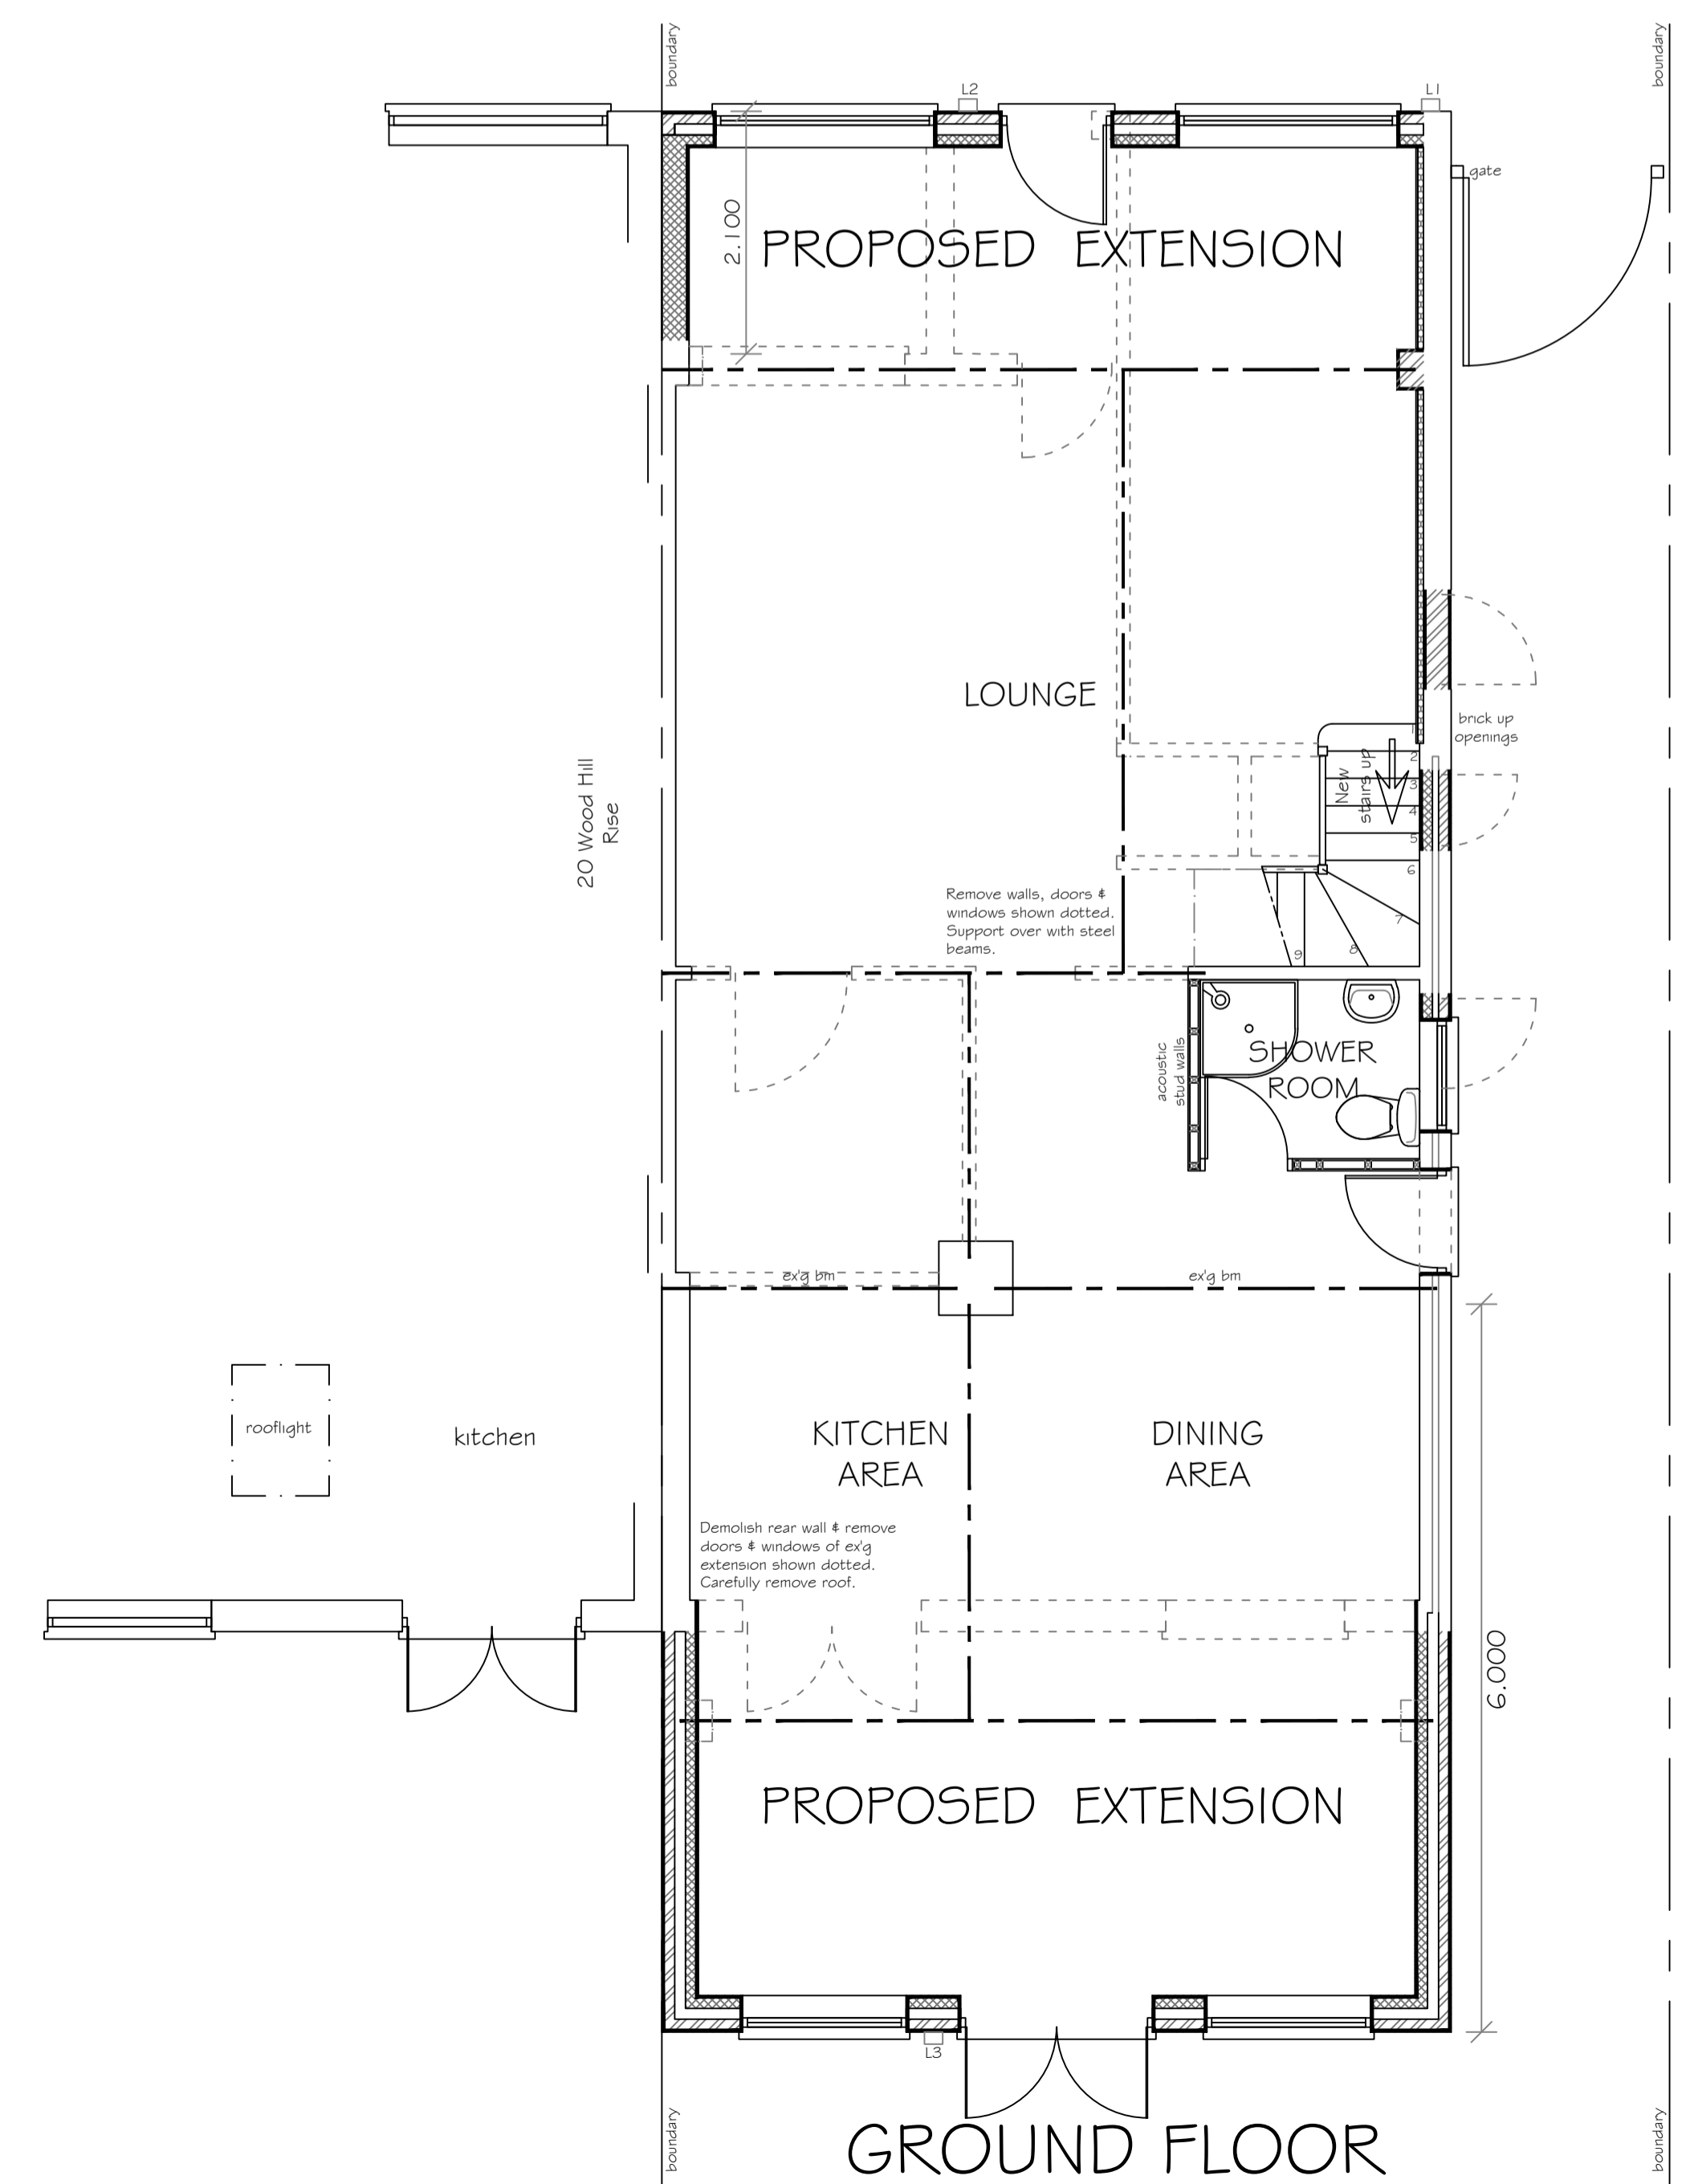 boundary
boundary
L2
L1
gate
2.100
PROPOSED EXTENSION
LOUNGE
brick up
openings
New
stairs up
1
2
3
4
5
6
7
8
9
20 Wood Hill
Rise
Remove walls, doors &
windows shown dotted.
Support over with steel
beams.
acoustic
stud walls
SHOWER
ROOM
ex'g bm
ex'g bm
rooflight
kitchen
KITCHEN
AREA
DINING
AREA
Demolish rear wall & remove
doors & windows of ex'g
extension shown dotted.
Carefully remove roof.
6.000
PROPOSED EXTENSION
L3
boundary
boundary
GROUND FLOOR